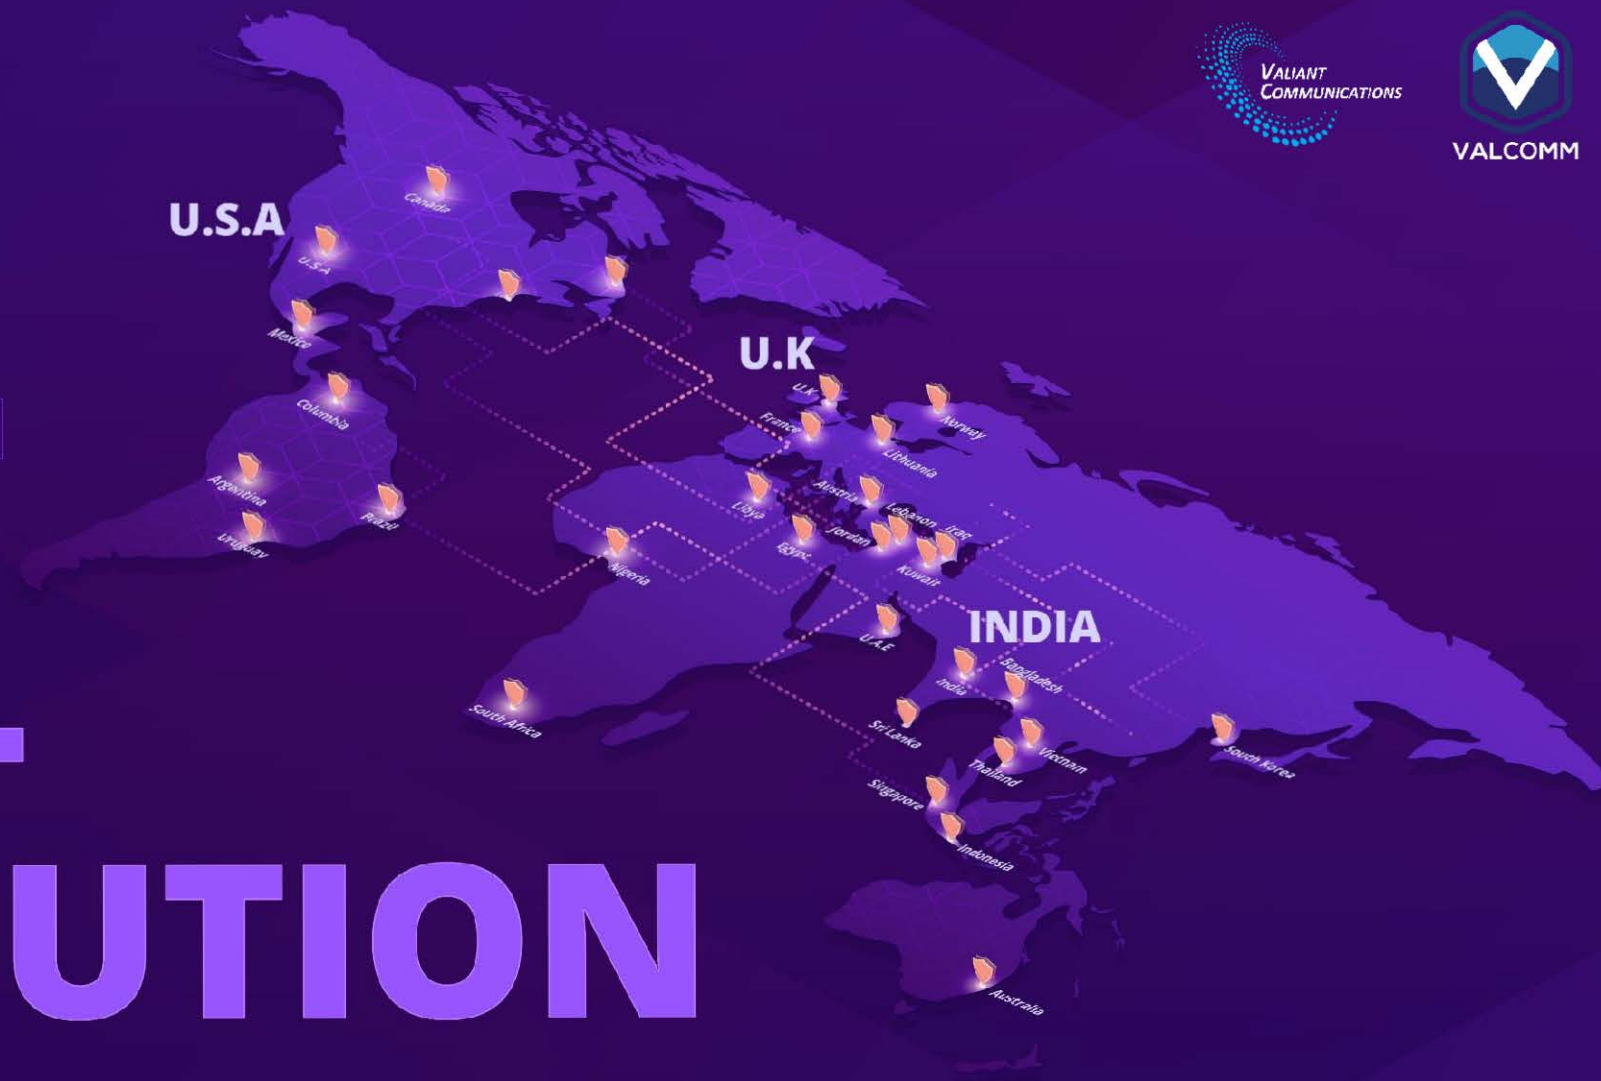 VALIANT
COMMUNICATIONS
VALCOMM
Canada
U.S.A
U.S.A
Mexico
U.K
U.K
Columbia
France
Norway
Lithuania
Argentina
Brazil
Libya
Austria
Lebanon
Iraq
Uruguay
Egypt
Jordan
Nigeria
Kuwait
INDIA
U.A.E
Bangladesh
India
South Africa
Sri Lanka
Vietnam
South Korea
Thailand
Singapore
Indonesia
UTION
Australia